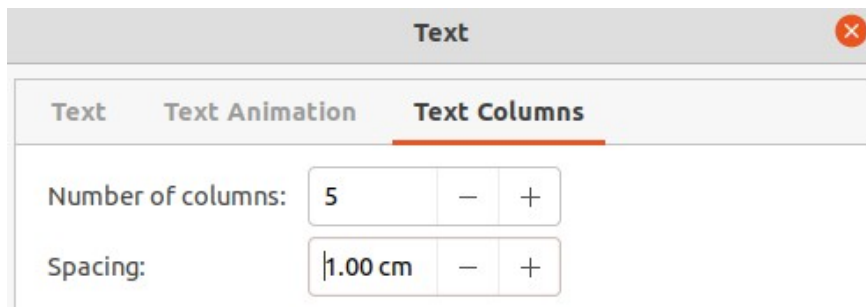 Text
Text Text Animation Text Columns
Number of columns: 5 − +
Spacing: 1.00 cm − +